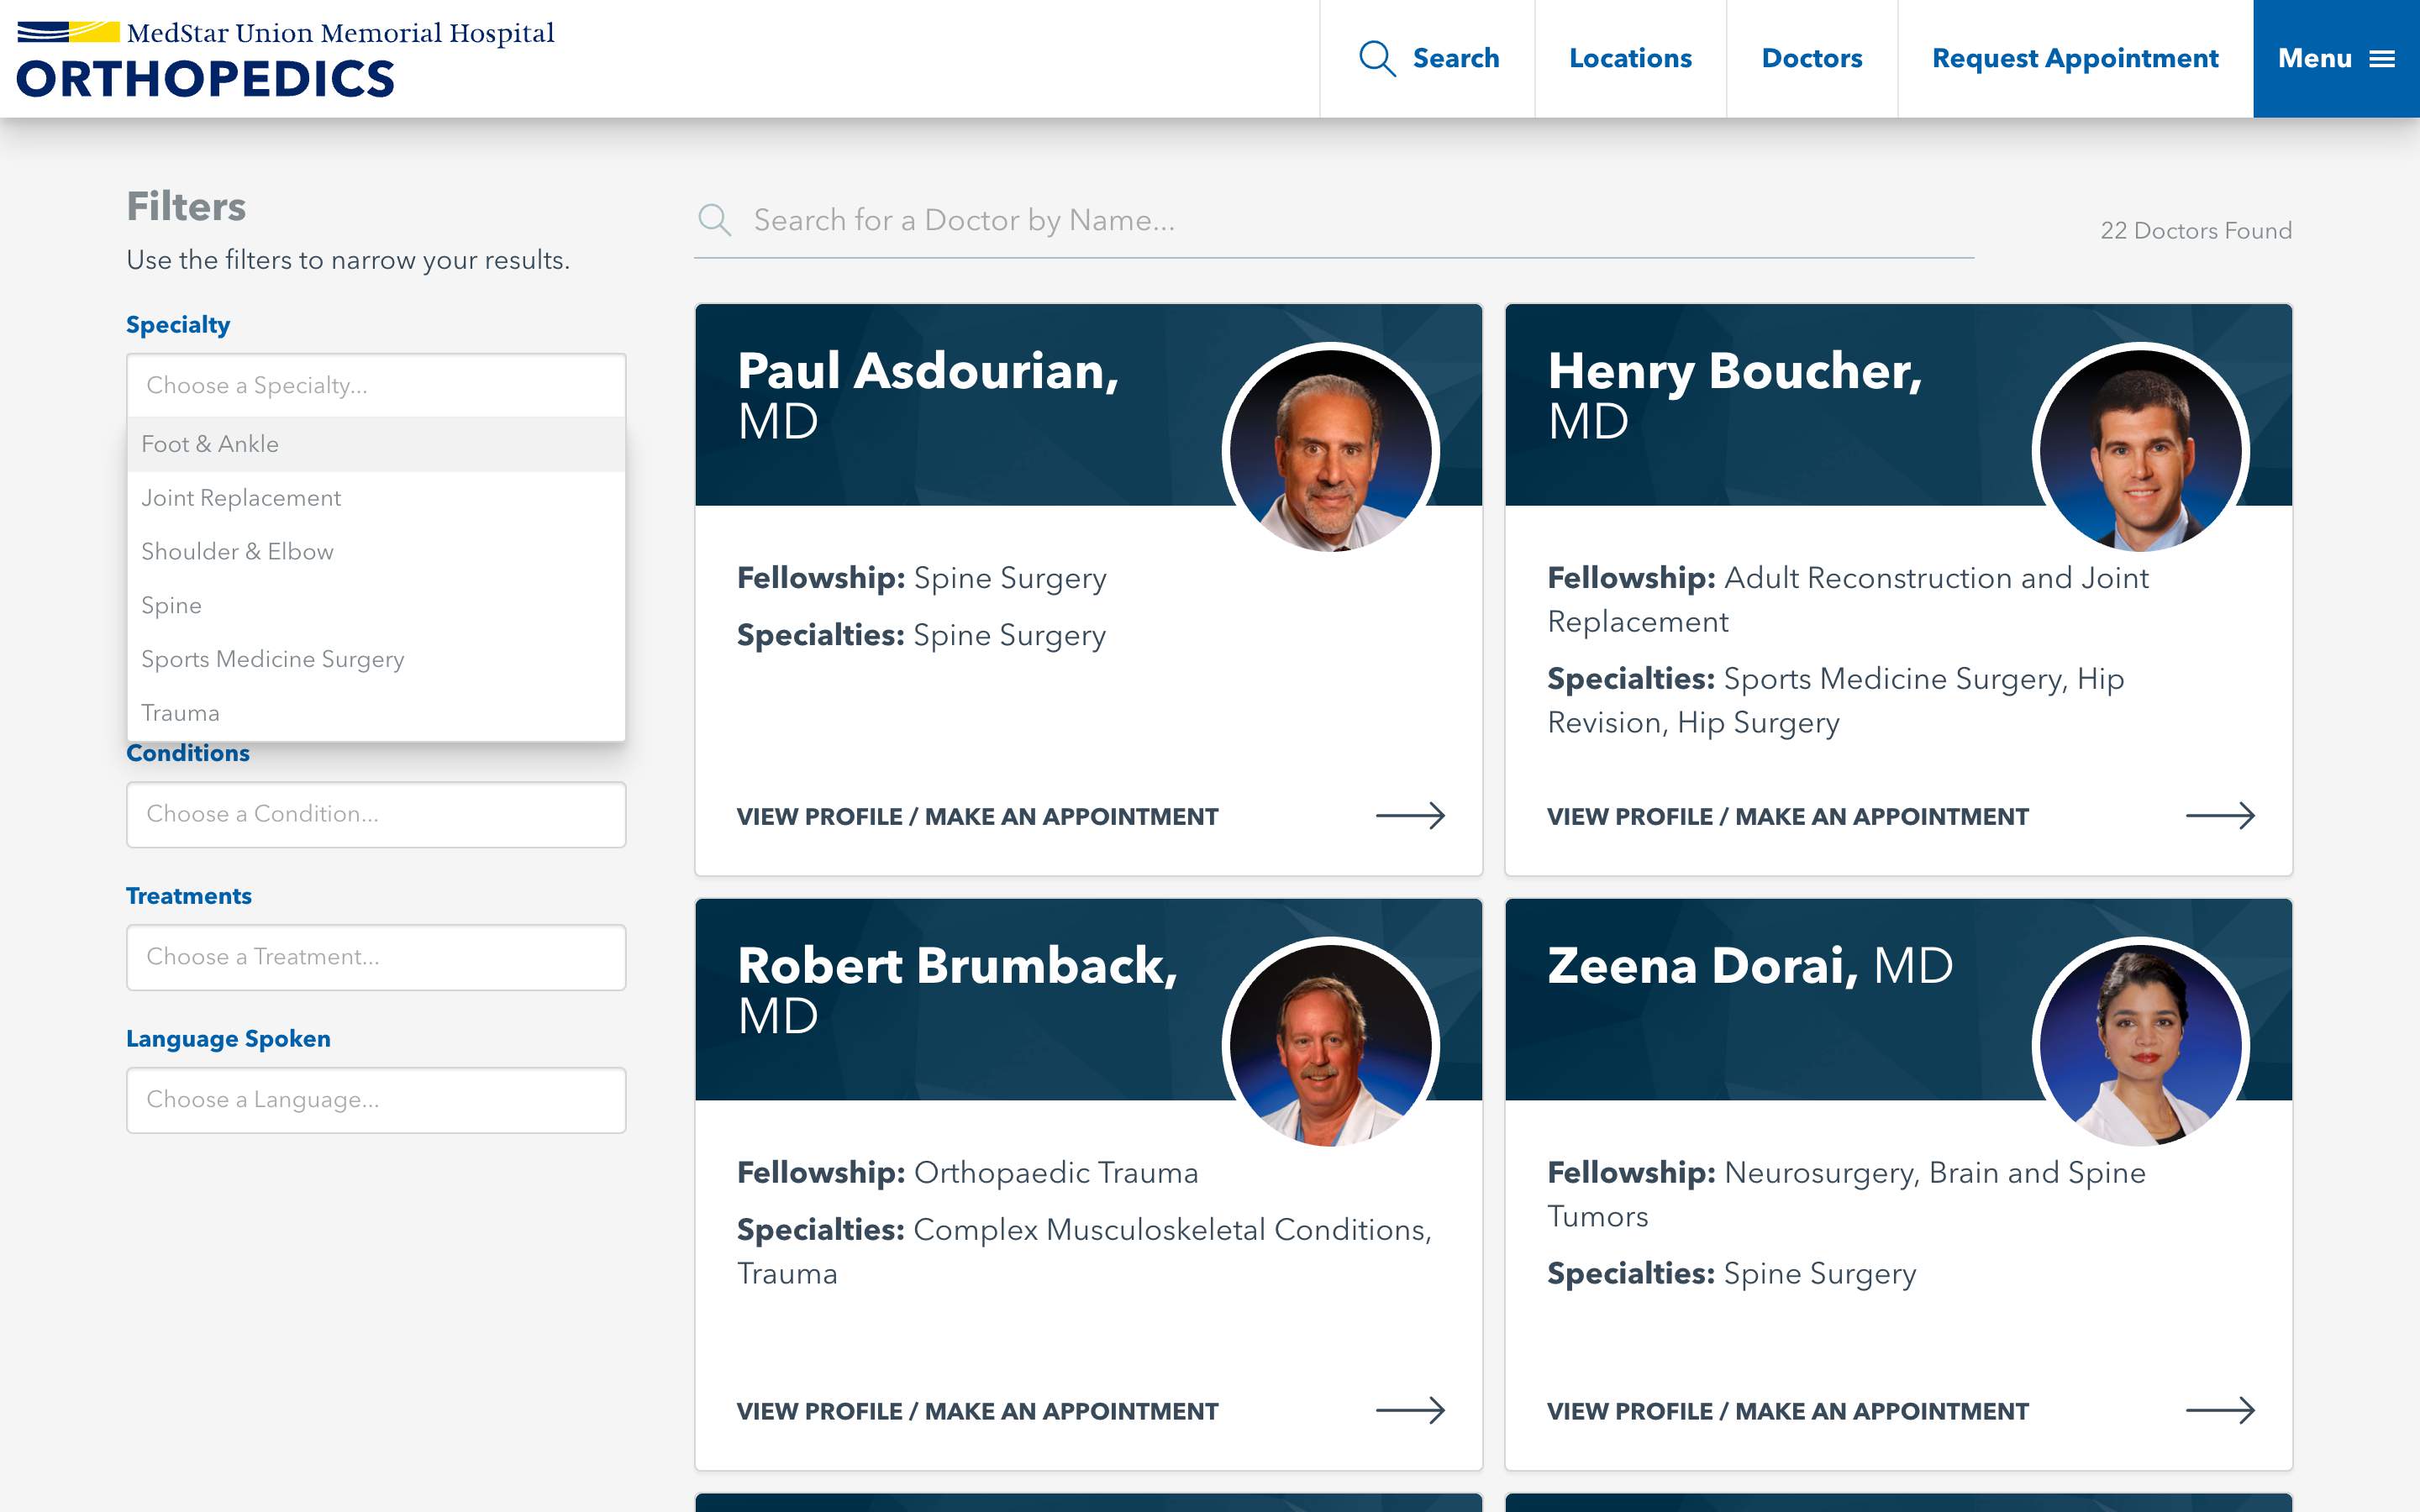 MedStar Union Memorial Hospital
ORTHOPEDICS
Search
Locations
Doctors
Request Appointment
Menu
Filters
Use the filters to narrow your results.
Specialty
Choose a Specialty...
Foot & Ankle
Joint Replacement
Shoulder & Elbow
Spine
Sports Medicine Surgery
Trauma
Conditions
Choose a Condition...
Treatments
Choose a Treatment...
Language Spoken
Choose a Language...
Search for a Doctor by Name...
22 Doctors Found
Paul Asdourian,
MD
Fellowship: Spine Surgery
Specialties: Spine Surgery
VIEW PROFILE / MAKE AN APPOINTMENT
Henry Boucher,
MD
Fellowship: Adult Reconstruction and Joint
Replacement
Specialties: Sports Medicine Surgery, Hip
Revision, Hip Surgery
VIEW PROFILE / MAKE AN APPOINTMENT
Robert Brumback,
MD
Fellowship: Orthopaedic Trauma
Specialties: Complex Musculoskeletal Conditions,
Trauma
VIEW PROFILE / MAKE AN APPOINTMENT
Zeena Dorai, MD
Fellowship: Neurosurgery, Brain and Spine
Tumors
Specialties: Spine Surgery
VIEW PROFILE / MAKE AN APPOINTMENT